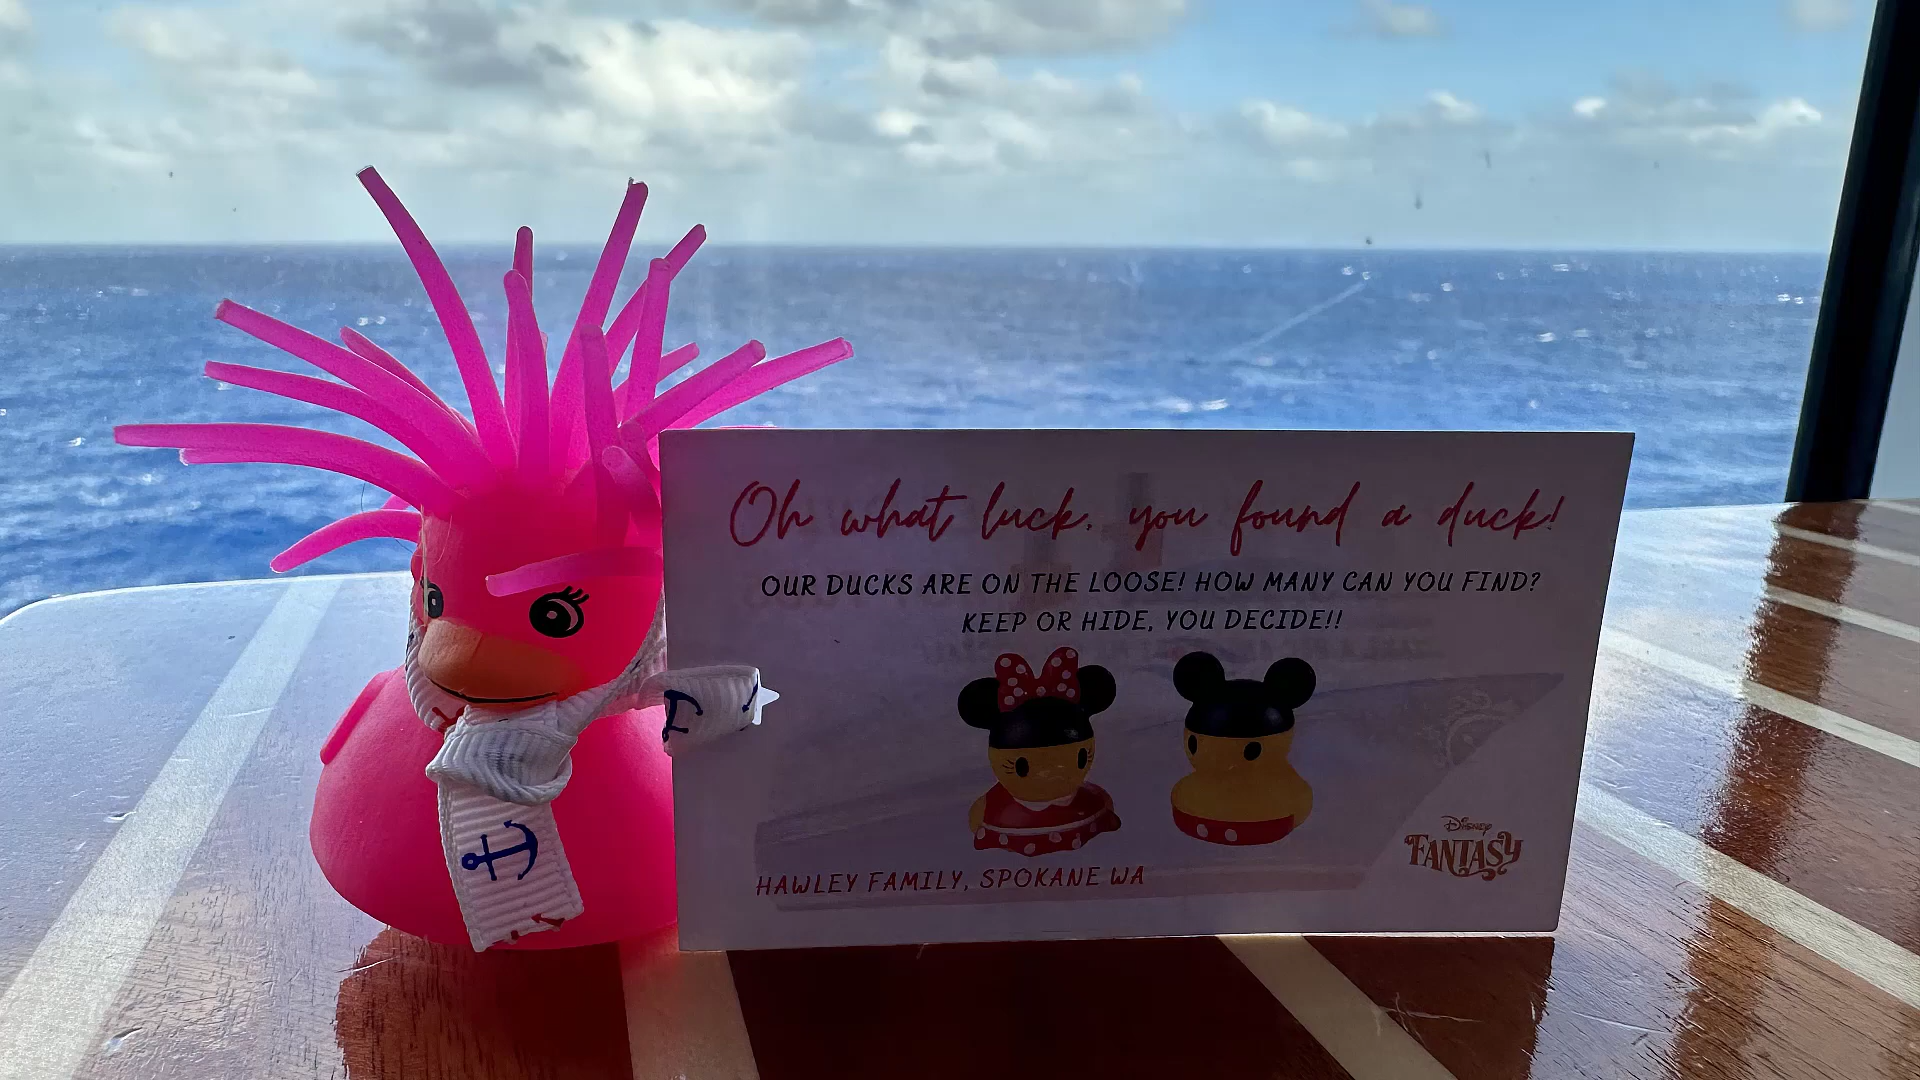 Oh what luck, you found a duck!
OUR DUCKS ARE ON THE LOOSE! HOW MANY CAN YOU FIND?
KEEP OR HIDE, YOU DECIDE!!
Disney
FANTASY
HAWLEY FAMILY, SPOKANE WA